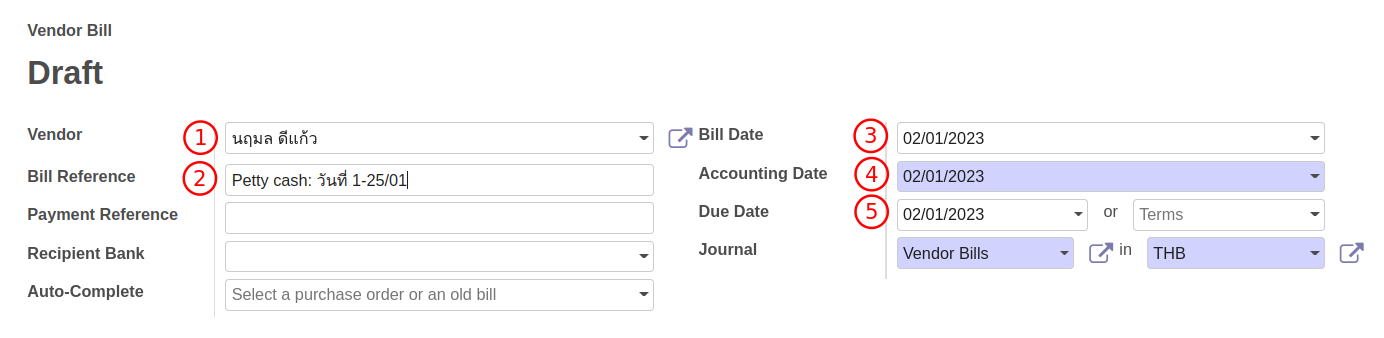 Vendor Bill
Draft
Vendor 1 นฤมล ดีแก้ว
Bill Reference 2 Petty cash: วันที่ 1-25/01
Payment Reference
Recipient Bank
Auto-Complete Select a purchase order or an old bill
Bill Date 3 02/01/2023
Accounting Date 4 02/01/2023
Due Date 5 02/01/2023 or Terms
Journal Vendor Bills in THB